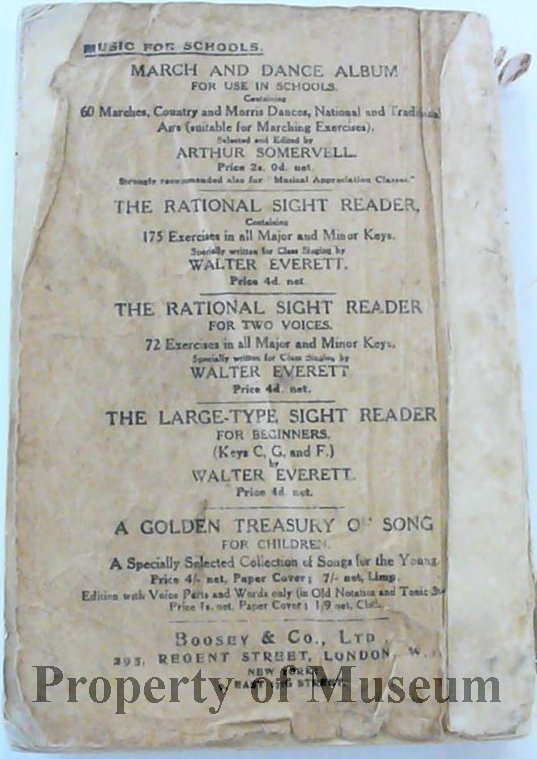 MUSIC FOR SCHOOLS.
MARCH AND DANCE ALBUM
FOR USE IN SCHOOLS.
Containing
60 Marches, Country and Morris Dances, National and Traditional
Airs (suitable for Marching Exercises).
Selected and Edited by
ARTHUR SOMERVELL.
Price 2s. 0d. net.
Strongly recommended also for "Musical Appreciation Classes."
THE RATIONAL SIGHT READER,
Containing
175 Exercises in all Major and Minor Keys.
Specially written for Class Singing by
WALTER EVERETT.
Price 4d. net.
THE RATIONAL SIGHT READER
FOR TWO VOICES.
72 Exercises in all Major and Minor Keys.
Specially written for Class Singing by
WALTER EVERETT
Price 4d. net.
THE LARGE-TYPE SIGHT READER
FOR BEGINNERS.
(Keys C, G, and F.)
by
WALTER EVERETT.
Price 4d. net.
A GOLDEN TREASURY OF SONG
FOR CHILDREN.
A Specially Selected Collection of Songs for the Young
Price 4/- net, Paper Cover; 7/- net, Limp.
Edition with Voice Parts and Words only (in Old Notation and Tonic
Price 1s. net. Paper Cover; 1/9 net, Cloth.
BOOSEY & CO., LTD
295, REGENT STREET, LONDON, W.1.
NEW YORK:
EAST STREET.
Property of Museum